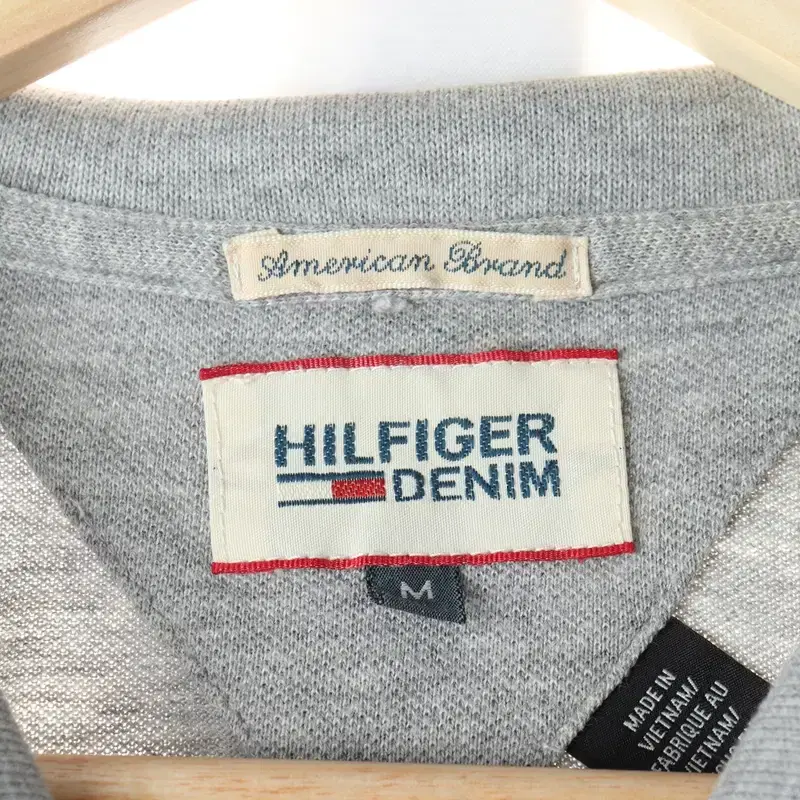 American Brand
HILFIGER
DENIM
M
MADE IN
VIETNAM/
FABRIQUE AU
VIETNAM/